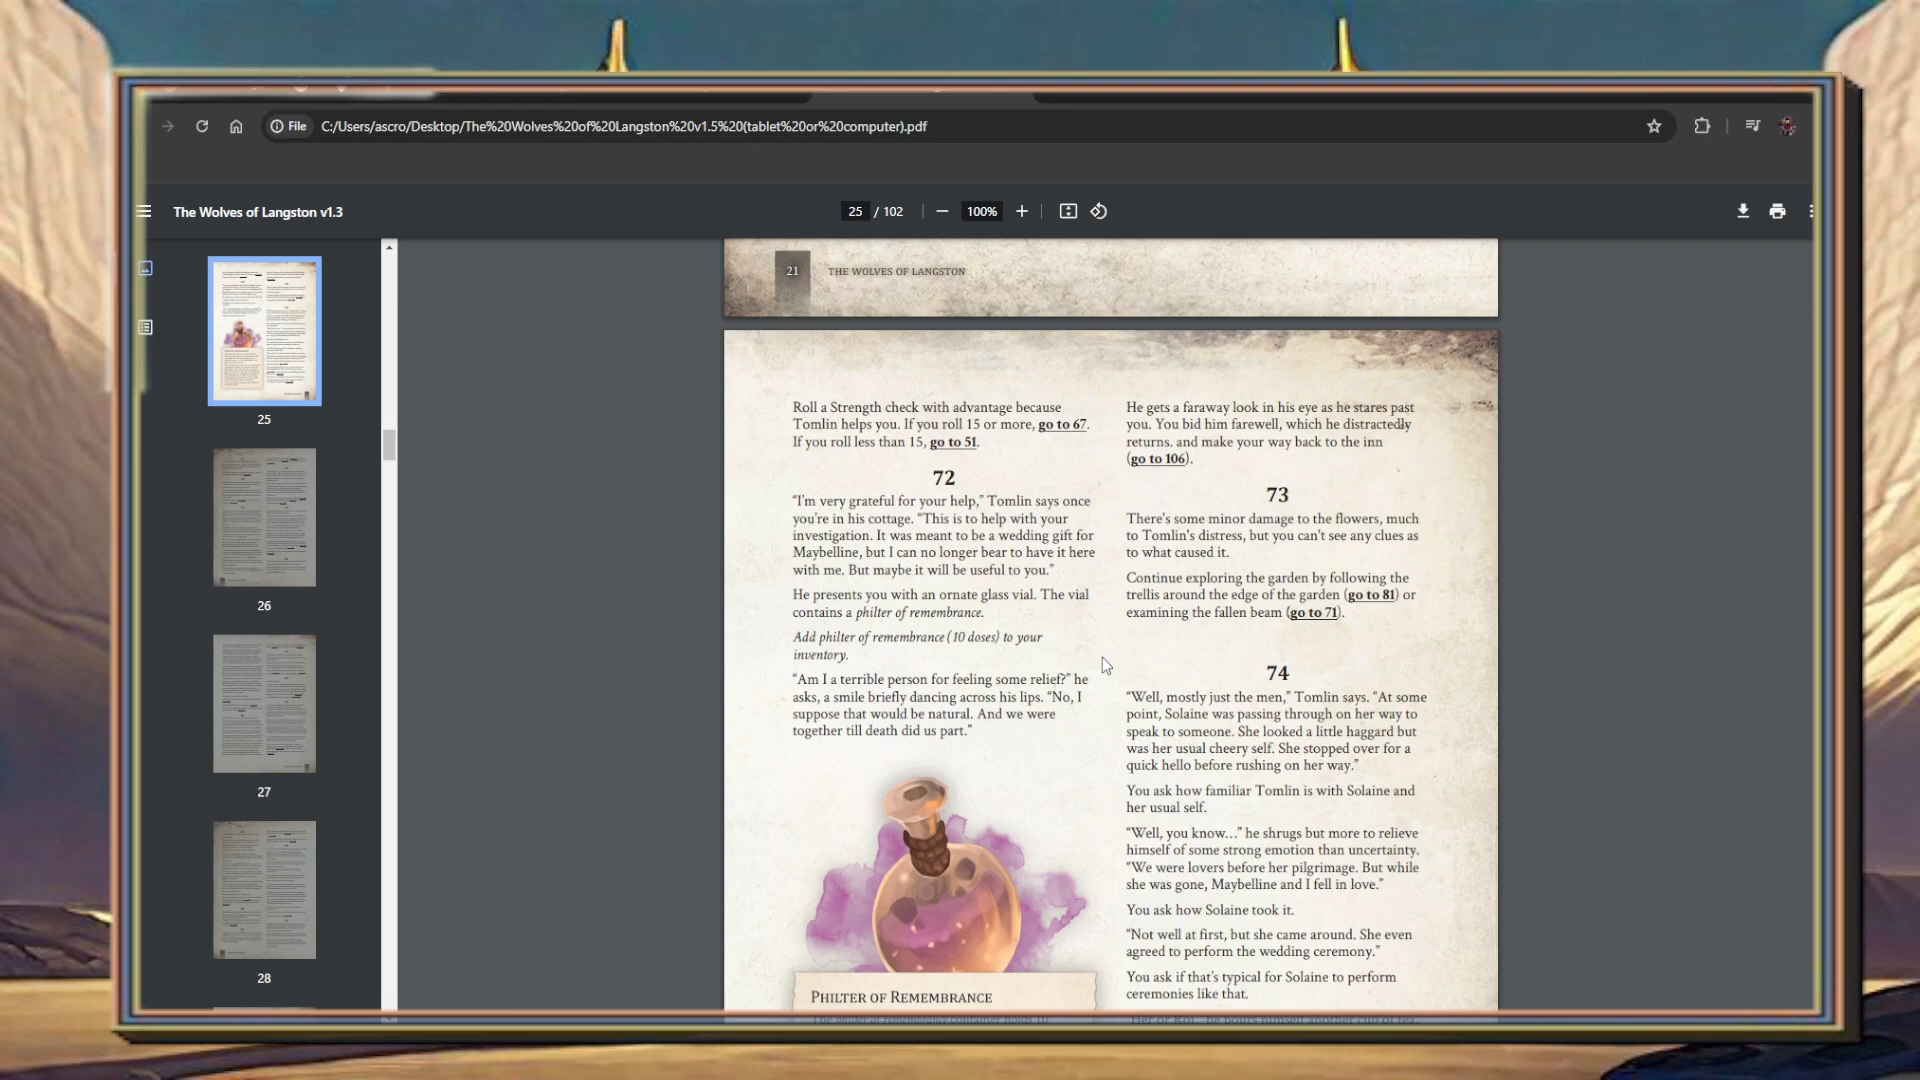 File
C:/Users/ascro/Desktop/The%20Wolves%20of%20Langston%20v1.5%20(tablet%20or%20computer).pdf
The Wolves of Langston v1.3
25 / 102
100%
25
26
27
28
21
THE WOLVES OF LANGSTON
Roll a Strength check with advantage because
Tomlin helps you. If you roll 15 or more, go to 67.
If you roll less than 15, go to 51.
72
“I’m very grateful for your help,” Tomlin says once
you’re in his cottage. “This is to help with your
investigation. It was meant to be a wedding gift for
Maybelline, but I can no longer bear to have it here
with me. But maybe it will be useful to you.”
He presents you with an ornate glass vial. The vial
contains a philter of remembrance.
Add philter of remembrance (10 doses) to your
inventory.
“Am I a terrible person for feeling some relief?” he
asks, a smile briefly dancing across his lips. “No, I
suppose that would be natural. And we were
together till death did us part.”
PHILTER OF REMEMBRANCE
The philter of remembrance container holds 10
He gets a faraway look in his eye as he stares past
you. You bid him farewell, which he distractedly
returns. and make your way back to the inn
(go to 106).
73
There's some minor damage to the flowers, much
to Tomlin's distress, but you can't see any clues as
to what caused it.
Continue exploring the garden by following the
trellis around the edge of the garden (go to 81) or
examining the fallen beam (go to 71).
74
“Well, mostly just the men,” Tomlin says. “At some
point, Solaine was passing through on her way to
speak to someone. She looked a little haggard but
was her usual cheery self. She stopped over for a
quick hello before rushing on her way.”
You ask how familiar Tomlin is with Solaine and
her usual self.
“Well, you know…” he shrugs but more to relieve
himself of some strong emotion than uncertainty.
“We were lovers before her pilgrimage. But while
she was gone, Maybelline and I fell in love.”
You ask how Solaine took it.
“Not well at first, but she came around. She even
agreed to perform the wedding ceremony.”
You ask if that’s typical for Solaine to perform
ceremonies like that.
“Her or Rol,” he pours himself another cup of tea.